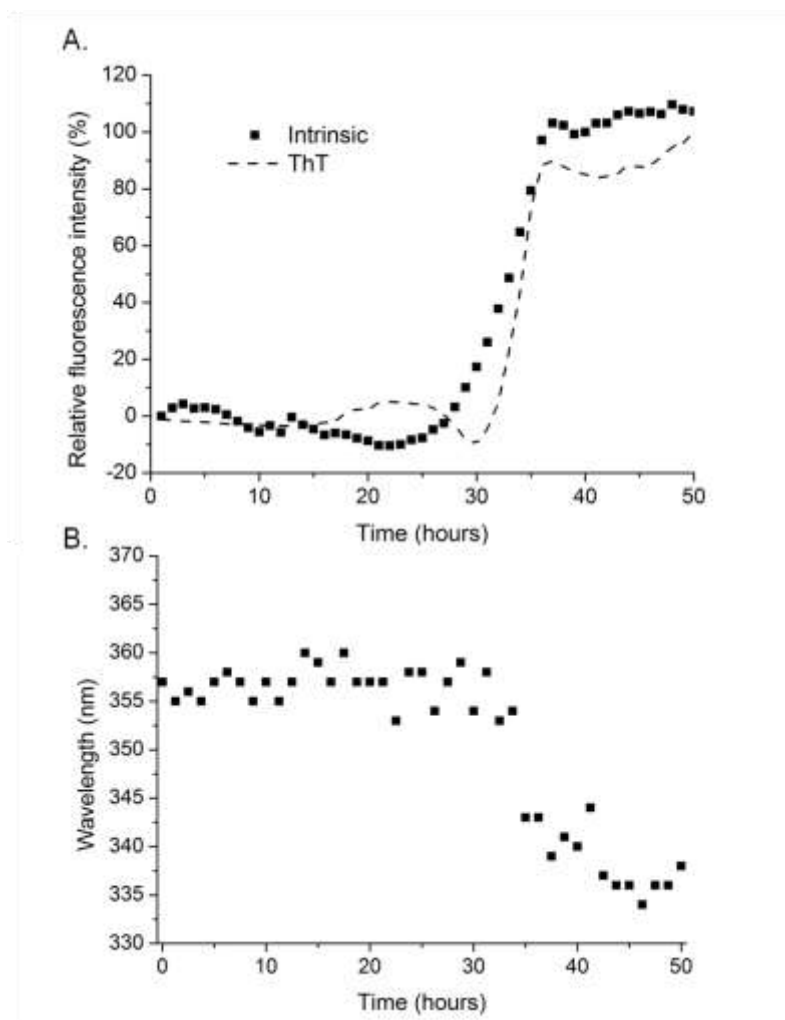 A.
120
100
80
60
40
20
0
-20
Relative fluorescence intensity (%)
Intrinsic
ThT
0 10 20 30 40 50
Time (hours)
B.
370
365
360
355
350
345
340
335
330
Wavelength (nm)
0 10 20 30 40 50
Time (hours)